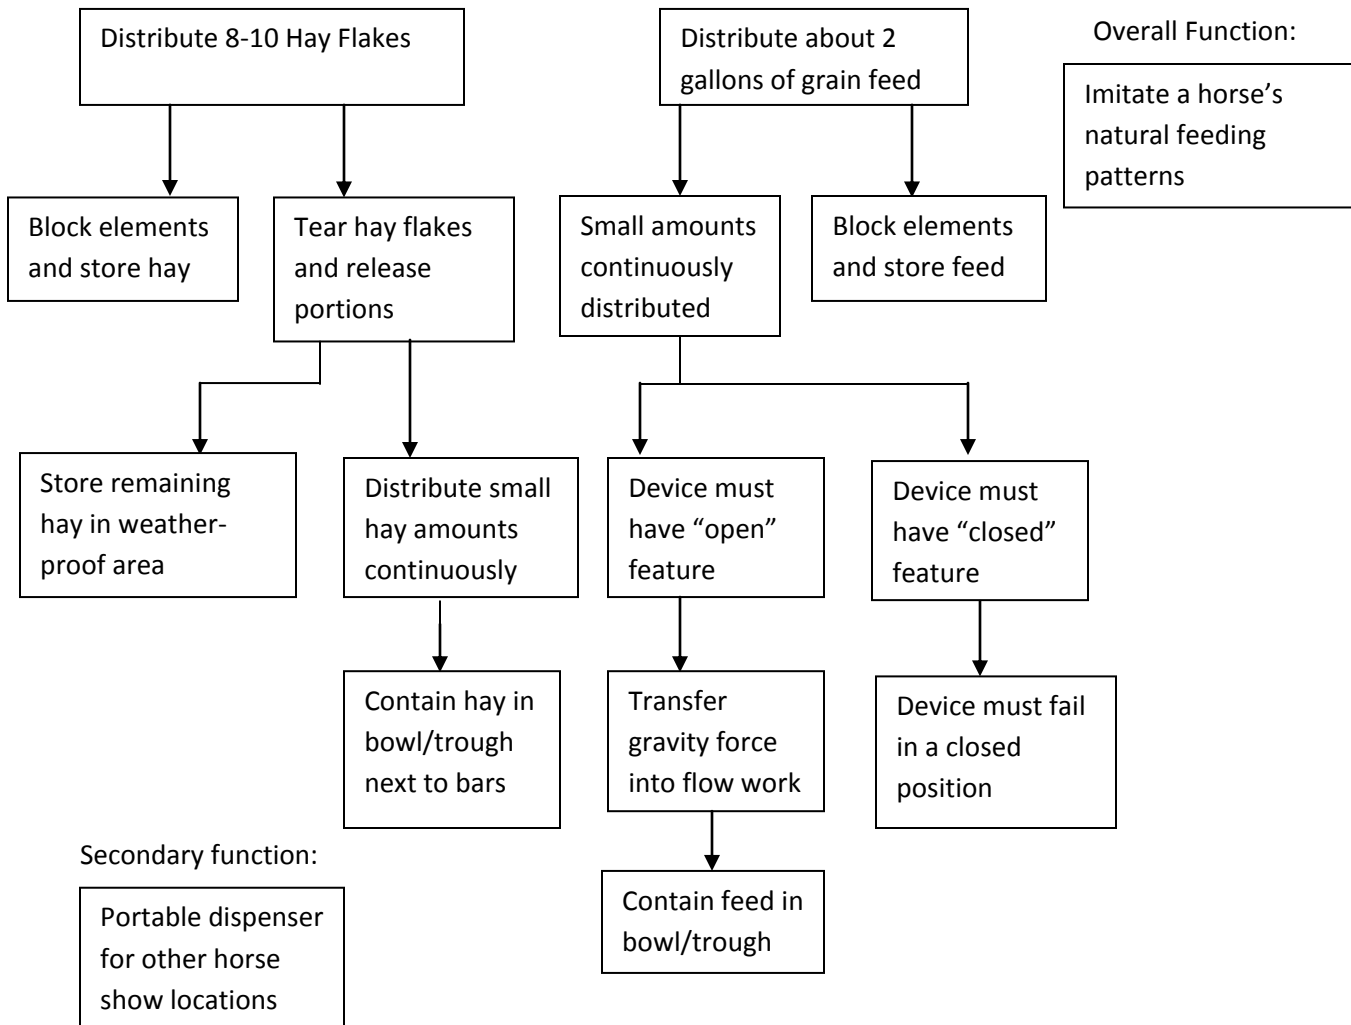 Distribute 8-10 Hay Flakes
Distribute about 2
gallons of grain feed
Overall Function:
Imitate a horse’s
natural feeding
patterns
Block elements
and store hay
Tear hay flakes
and release
portions
Small amounts
continuously
distributed
Block elements
and store feed
Store remaining
hay in weather-
proof area
Distribute small
hay amounts
continuously
Device must
have “open”
feature
Device must
have “closed”
feature
Contain hay in
bowl/trough
next to bars
Transfer
gravity force
into flow work
Device must fail
in a closed
position
Secondary function:
Portable dispenser
for other horse
show locations
Contain feed in
bowl/trough